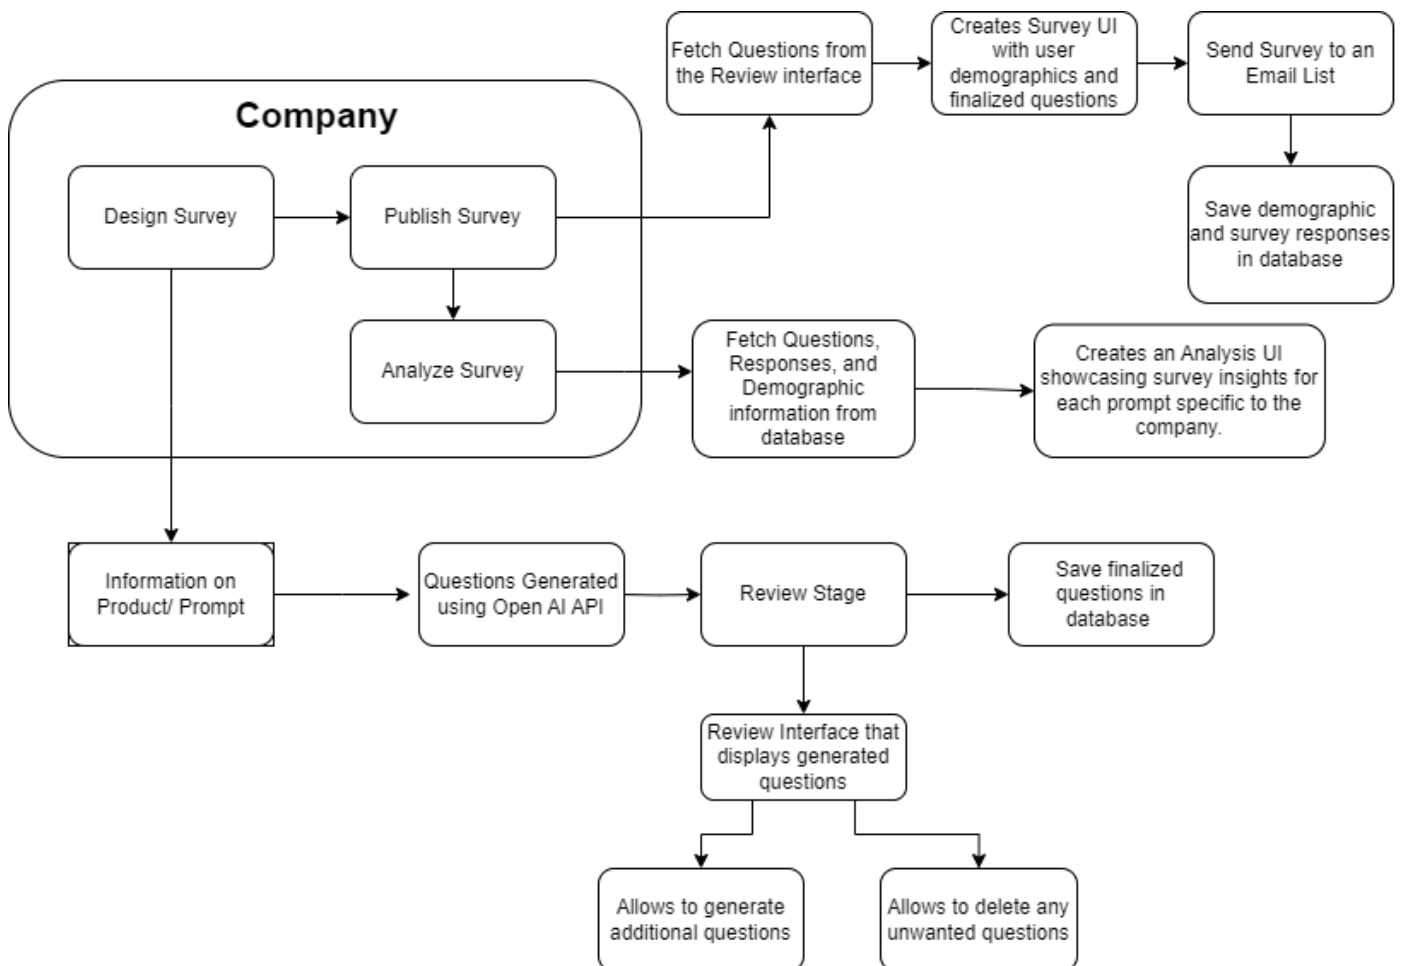 Fetch Questions from
the Review interface
Creates Survey UI
with user
demographics and
finalized questions
Send Survey to an
Email List
Company
Design Survey
Publish Survey
Save demographic
and survey responses
in database
Analyze Survey
Fetch Questions,
Responses, and
Demographic
information from
database
Creates an Analysis UI
showcasing survey insights for
each prompt specific to the
company.
Information on
Product/ Prompt
Questions Generated
using Open AI API
Review Stage
Save finalized
questions in
database
Review Interface that
displays generated
questions
Allows to generate
additional questions
Allows to delete any
unwanted questions